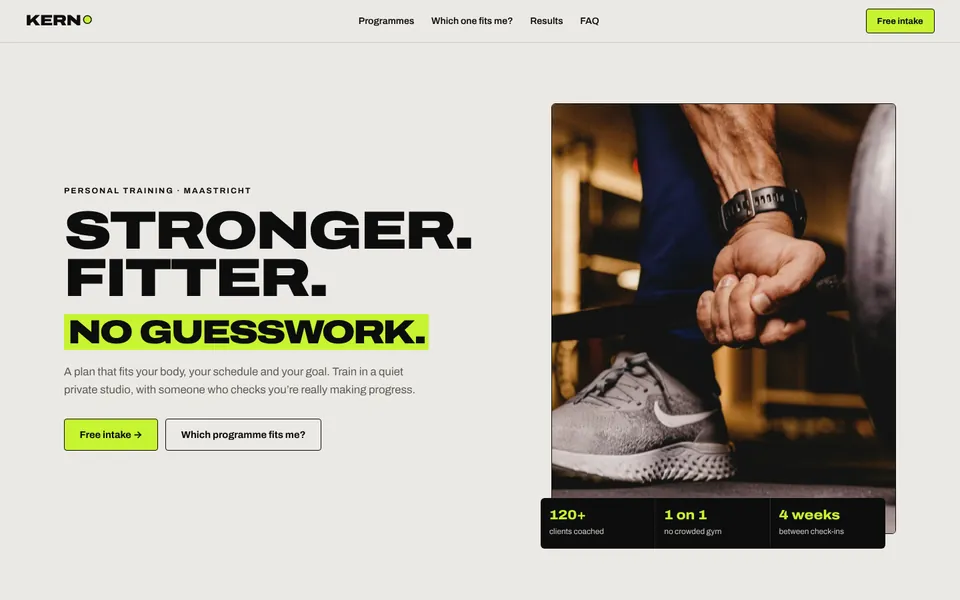 KERN
Programmes
Which one fits me?
Results
FAQ
Free intake
PERSONAL TRAINING · MAASTRICHT
STRONGER.
FITTER.
NO GUESSWORK.
A plan that fits your body, your schedule and your goal. Train in a quiet
private studio, with someone who checks you’re really making progress.
Free intake →
Which programme fits me?
120+
clients coached
1 on 1
no crowded gym
4 weeks
between check-ins